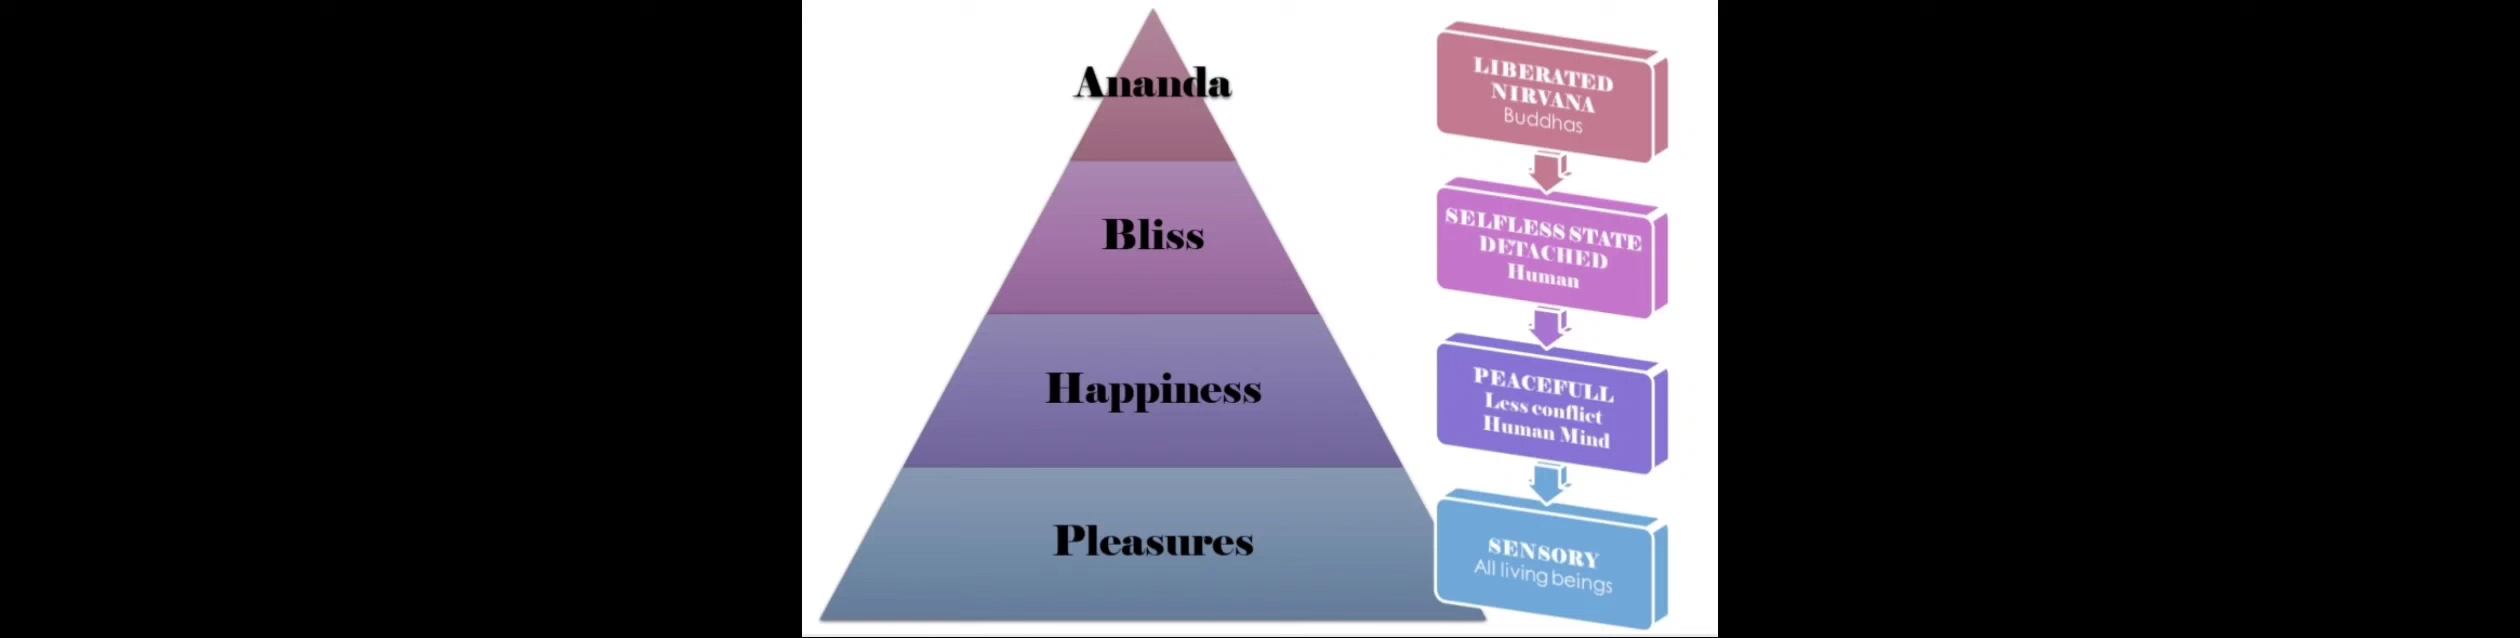 Ananda
Bliss
Happiness
Pleasures
LIBERATED
NIRVANA
Buddhas
SELFLESS STATE
DETACHED
Human
PEACEFULL
Less conflict
Human Mind
SENSORY
All living beings